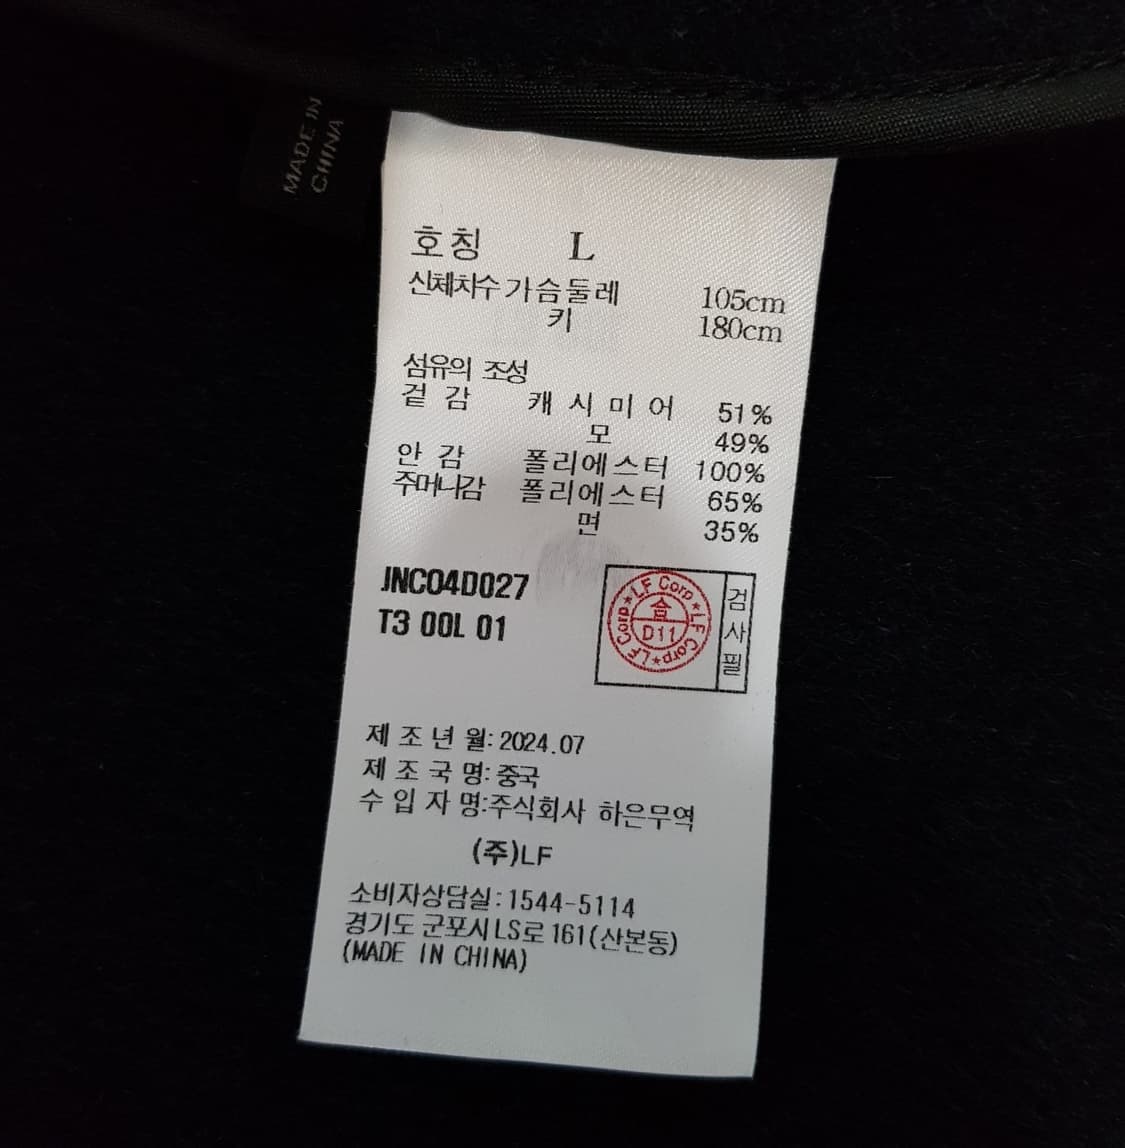 MADE IN
CHINA
호칭 L
신체치수 가슴둘레 105cm
키 180cm
섬유의 조성
겉감 캐시미어 51%
모 49%
안감 폴리에스터 100%
주머니감 폴리에스터 65%
면 35%
JNCO4D027
T3 00L 01
LF Corp★LF Corp★LF Corp★
D11
검사필
제조년월: 2024.07
제조국명: 중국
수입자명:주식회사 하은무역
(주)LF
소비자상담실:1544-5114
경기도 군포시 LS로 161(산본동)
(MADE IN CHINA)